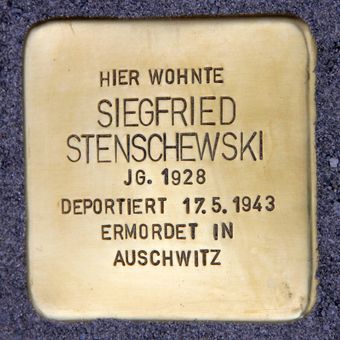 HIER WOHNTE
SIEGFRIED
STENSCHEWSKI
JG. 1928
DEPORTIERT 17.5.1943
ERMORDET IN
AUSCHWITZ